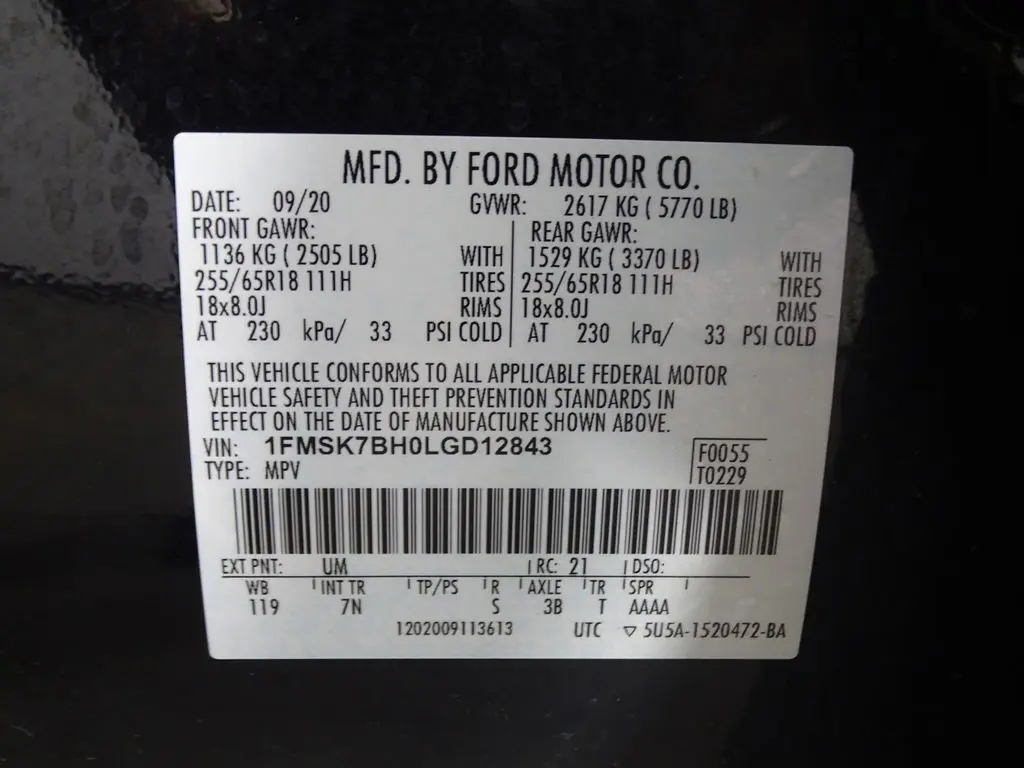 MFD. BY FORD MOTOR CO.
DATE: 09/20 GVWR: 2617 KG ( 5770 LB)
FRONT GAWR: REAR GAWR:
1136 KG ( 2505 LB) WITH 1529 KG ( 3370 LB) WITH
255/65R18 111H TIRES 255/65R18 111H TIRES
18x8.0J RIMS 18x8.0J RIMS
AT 230 kPa/ 33 PSI COLD AT 230 kPa/ 33 PSI COLD
THIS VEHICLE CONFORMS TO ALL APPLICABLE FEDERAL MOTOR
VEHICLE SAFETY AND THEFT PREVENTION STANDARDS IN
EFFECT ON THE DATE OF MANUFACTURE SHOWN ABOVE.
VIN: 1FMSK7BH0LGD12843 F0055
TYPE: MPV T0229
EXT PNT: UM RC: 21 DSO:
WB INT TR TP/PS R AXLE TR SPR
119 7N S 3B T AAAA
1202009113613 UTC ▽ 5U5A-1520472-BA